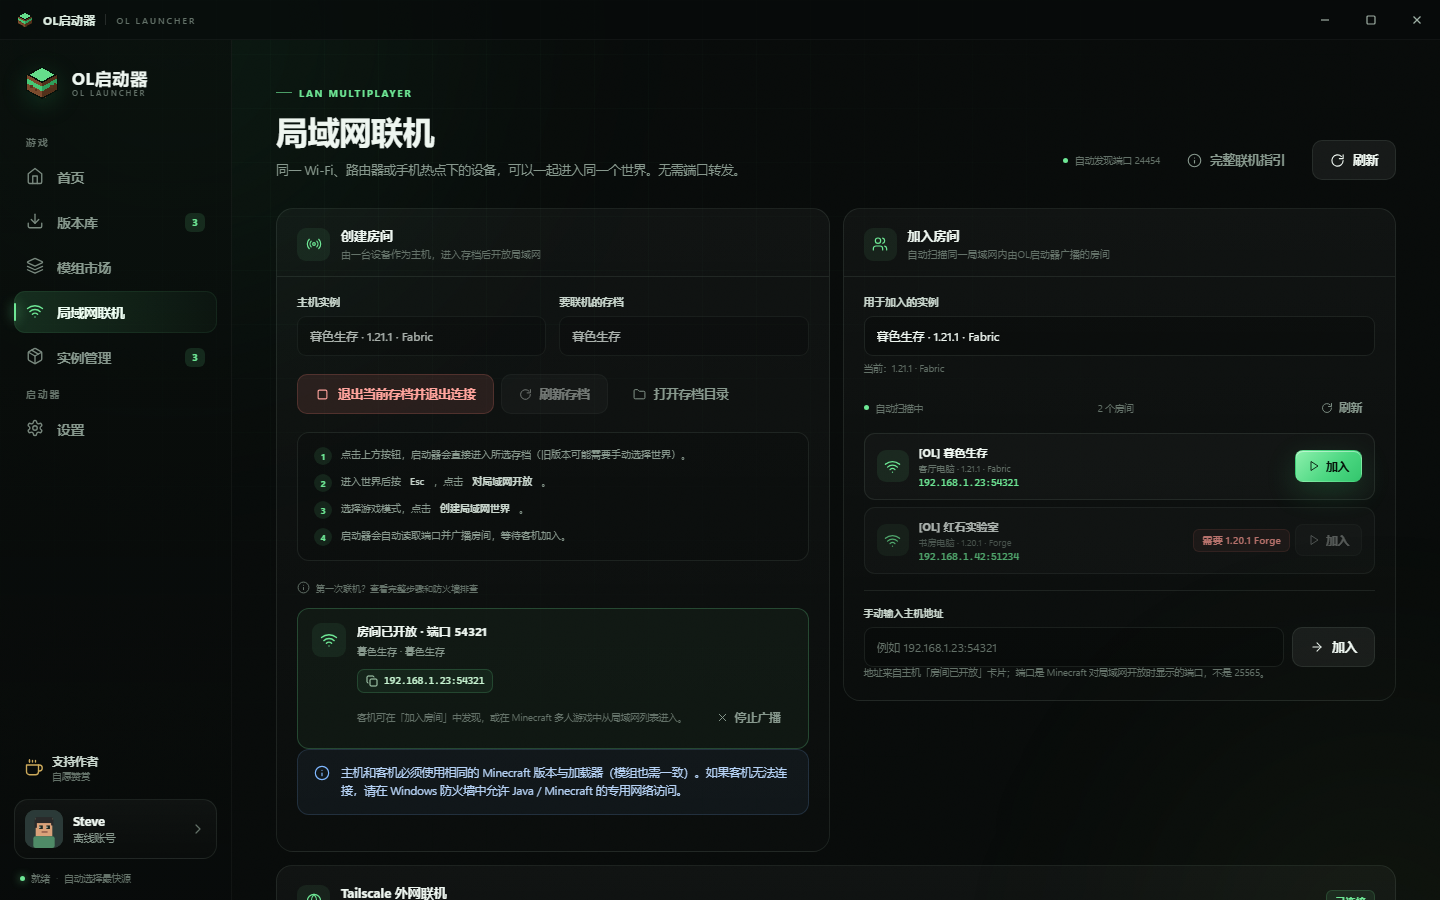 OL启动器 OL LAUNCHER
OL启动器
OL LAUNCHER
游戏
首页
版本库 3
模组市场
局域网联机
实例管理 3
启动器
设置
支持作者
自愿赞赏
Steve
离线账号
就绪 · 自动选择最快源
LAN MULTIPLAYER
局域网联机
同一 Wi-Fi、路由器或手机热点下的设备，可以一起进入同一个世界。无需端口转发。
自动发现端口 24454
完整联机指引
刷新
创建房间
由一台设备作为主机，进入存档后开放局域网
主机实例
要联机的存档
暮色生存 · 1.21.1 · Fabric
暮色生存
退出当前存档并退出连接
刷新存档
打开存档目录
1 点击上方按钮，启动器会直接进入所选存档（旧版本可能需要手动选择世界）。
2 进入世界后按 Esc ，点击 对局域网开放 。
3 选择游戏模式，点击 创建局域网世界 。
4 启动器会自动读取端口并广播房间，等待客机加入。
第一次联机？查看完整步骤和防火墙排查
房间已开放 · 端口 54321
暮色生存 · 暮色生存
192.168.1.23:54321
客机可在「加入房间」中发现，或在 Minecraft 多人游戏中从局域网列表进入。
停止广播
主机和客机必须使用相同的 Minecraft 版本与加载器（模组也需一致）。如果客机无法连
接，请在 Windows 防火墙中允许 Java / Minecraft 的专用网络访问。
加入房间
自动扫描同一局域网内由OL启动器广播的房间
用于加入的实例
暮色生存 · 1.21.1 · Fabric
当前：1.21.1 · Fabric
自动扫描中
2 个房间
刷新
[OL] 暮色生存
客厅电脑 · 1.21.1 · Fabric
192.168.1.23:54321
加入
[OL] 红石实验室
书房电脑 · 1.20.1 · Forge
192.168.1.42:51234
需要 1.20.1 Forge
加入
手动输入主机地址
例如 192.168.1.23:54321
加入
地址来自主机「房间已开放」卡片；端口是 Minecraft 对局域网开放时显示的端口，不是 25565。
Tailscale 外网联机